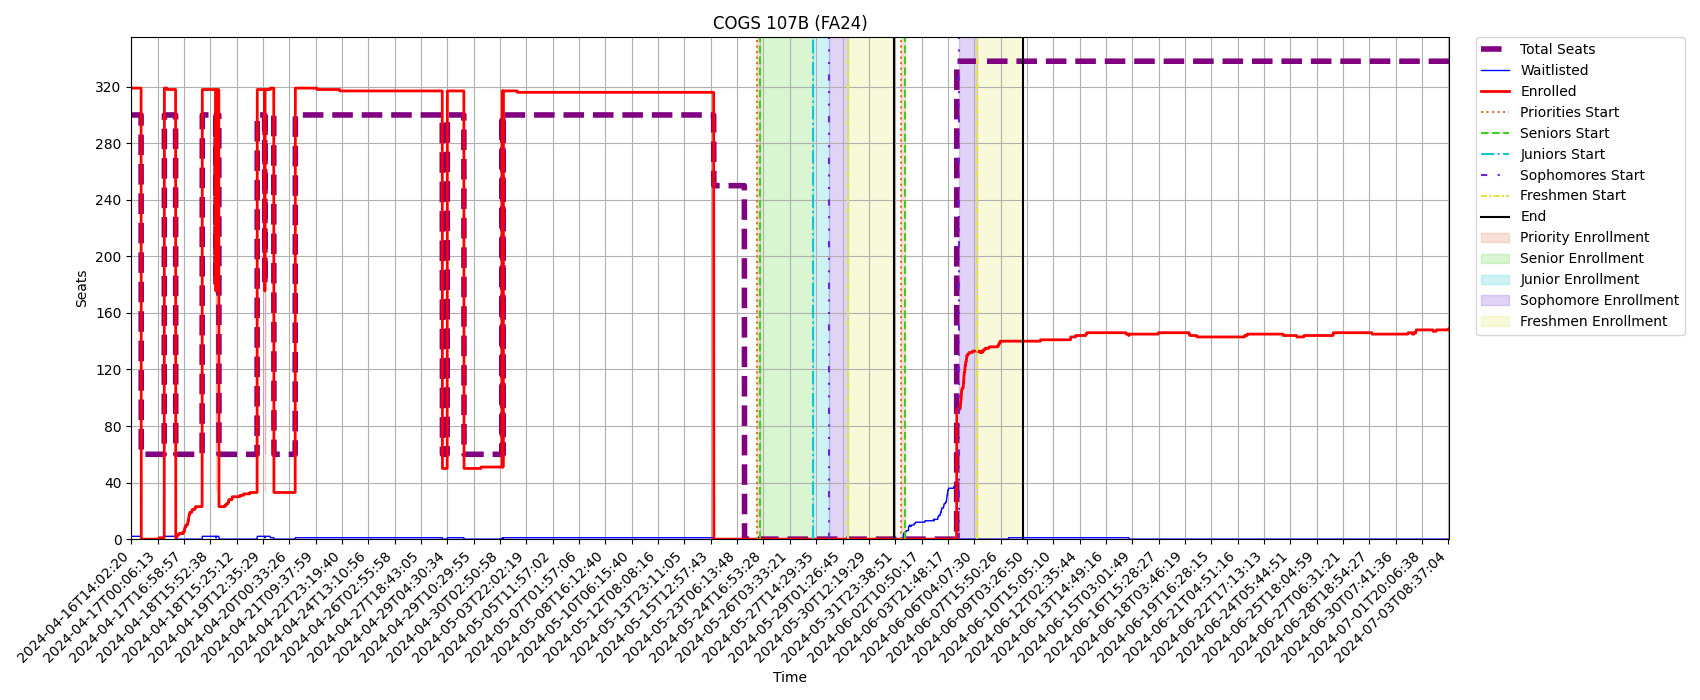 COGS 107B (FA24)
Seats
320
280
240
200
160
120
80
40
0
2024-04-16T14:02:20
2024-04-17T00:06:13
2024-04-17T16:58:57
2024-04-18T15:52:38
2024-04-18T18:25:12
2024-04-19T12:35:29
2024-04-20T00:33:26
2024-04-21T09:37:59
2024-04-22T23:19:40
2024-04-24T13:10:56
2024-04-26T02:55:58
2024-04-27T18:43:05
2024-04-29T04:30:34
2024-04-29T10:29:55
2024-04-30T02:50:58
2024-05-03T22:02:19
2024-05-05T11:57:02
2024-05-07T01:57:06
2024-05-08T16:12:40
2024-05-10T06:15:40
2024-05-12T08:08:16
2024-05-13T23:11:05
2024-05-15T12:57:43
2024-05-23T06:13:48
2024-05-24T16:53:28
2024-05-26T03:33:21
2024-05-27T14:29:35
2024-05-29T01:26:45
2024-05-30T12:19:29
2024-05-31T23:38:51
2024-06-02T10:50:17
2024-06-03T21:48:17
2024-06-06T04:07:30
2024-06-07T15:50:26
2024-06-09T03:26:50
2024-06-10T15:05:10
2024-06-12T02:35:44
2024-06-13T14:49:16
2024-06-15T03:01:49
2024-06-16T15:28:27
2024-06-18T03:46:19
2024-06-19T16:28:15
2024-06-21T04:51:16
2024-06-22T17:13:13
2024-06-24T05:44:51
2024-06-25T18:04:59
2024-06-27T06:31:21
2024-06-28T18:54:27
2024-06-30T07:41:36
2024-07-01T20:06:38
2024-07-03T08:37:04
Time
Total Seats
Waitlisted
Enrolled
Priorities Start
Seniors Start
Juniors Start
Sophomores Start
Freshmen Start
End
Priority Enrollment
Senior Enrollment
Junior Enrollment
Sophomore Enrollment
Freshmen Enrollment